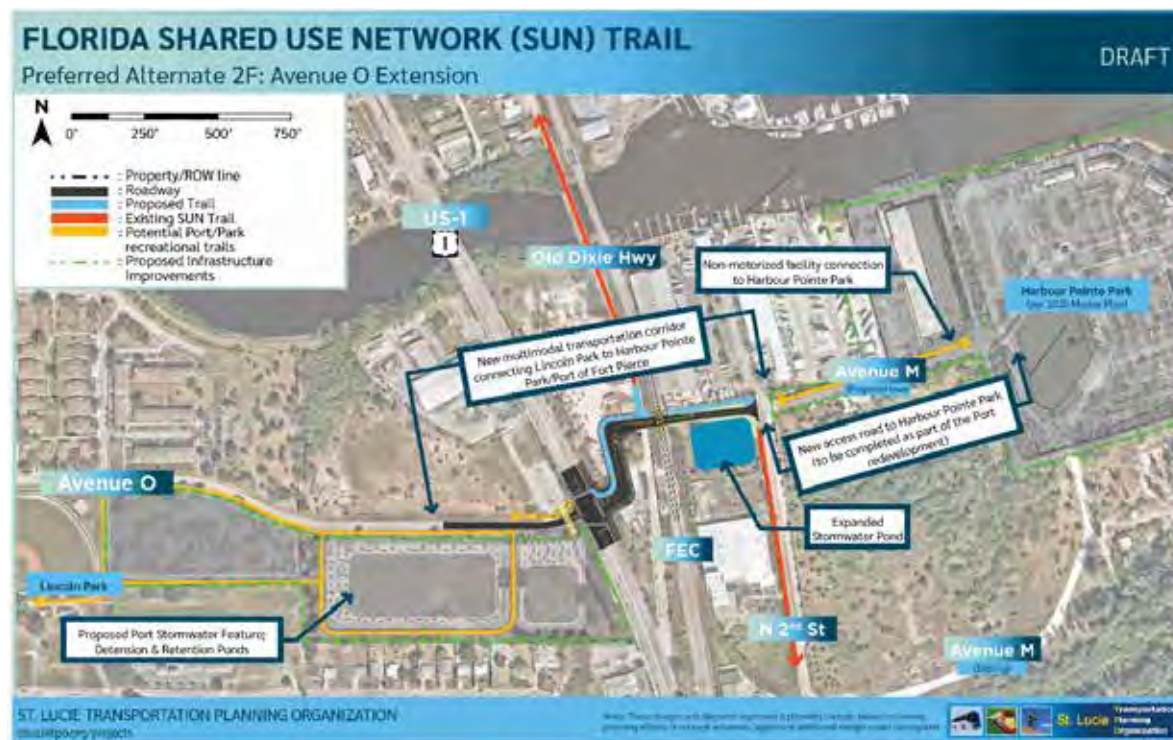 FLORIDA SHARED USE NETWORK (SUN) TRAIL
Preferred Alternate 2F: Avenue O Extension
DRAFT
N
0' 250' 500' 750'
: Property/ROW line
: Roadway
: Proposed Trail
: Existing SUN Trail
: Potential Port/Park
recreational trails
: Proposed Infrastructure
Improvements
US-1
1
Old Dixie Hwy
Non-motorized facility connection
to Harbour Pointe Park
Harbour Pointe Park
New multimodal transportation corridor
connecting Lincoln Park to Harbour Pointe
Park/Port of Fort Pierce
Avenue M
New access road to Harbour Pointe Park
(to be completed as part of the Port
redevelopment)
Avenue O
Expanded
Stormwater Pond
FEC
Lincoln Park
Proposed Port Stormwater Feature;
Detension & Retention Ponds
N 2nd St
Avenue M
ST. LUCIE TRANSPORTATION PLANNING ORGANIZATION
St. Lucie
Transportation
Planning
Organization